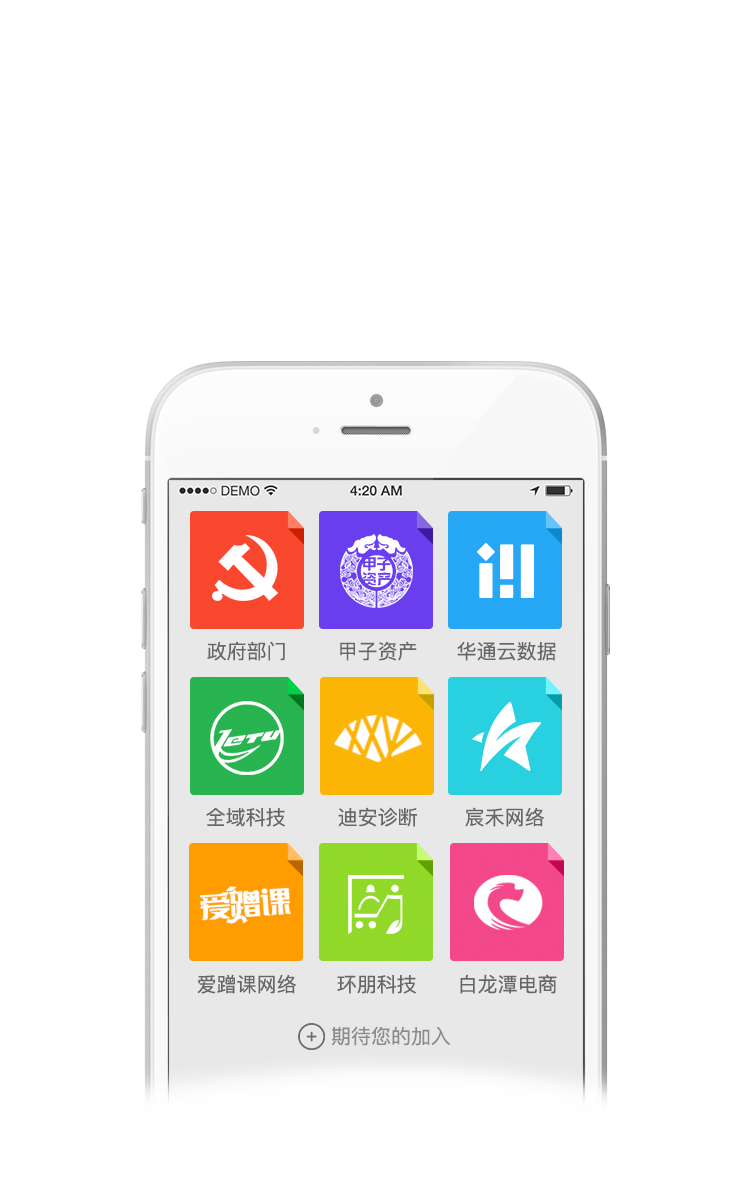 DEMO 4:20 AM
甲子
资产
政府部门 甲子资产 华通云数据
LETU
全域科技 迪安诊断 宸禾网络
爱蹭课
爱蹭课网络 环朋科技 白龙潭电商
期待您的加入